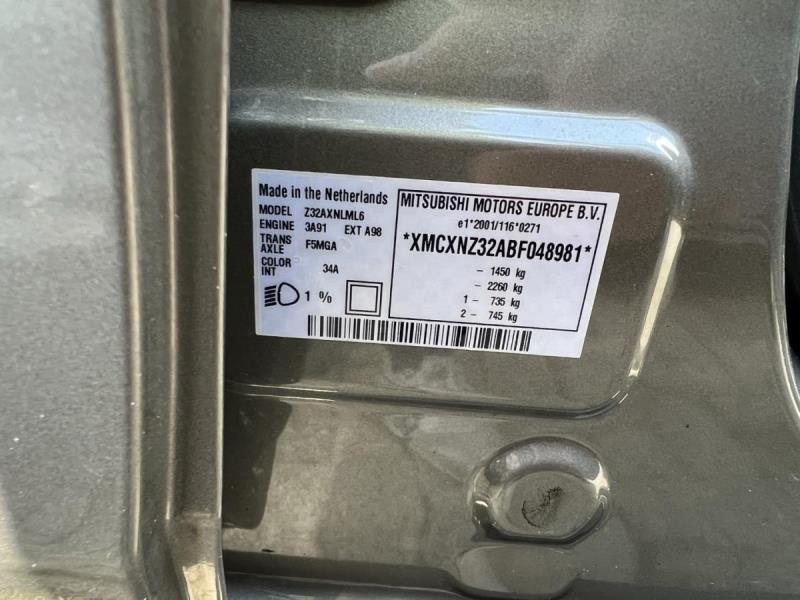 Made in the Netherlands
MODEL Z32AXNLML6
ENGINE 3A91 EXT A98
TRANS AXLE F5MGA
COLOR INT 34A
1 %
MITSUBISHI MOTORS EUROPE B.V.
e1*2001/116*0271
*XMCXNZ32ABF048981*
- 1450 kg
- 2260 kg
1 - 735 kg
2 - 745 kg